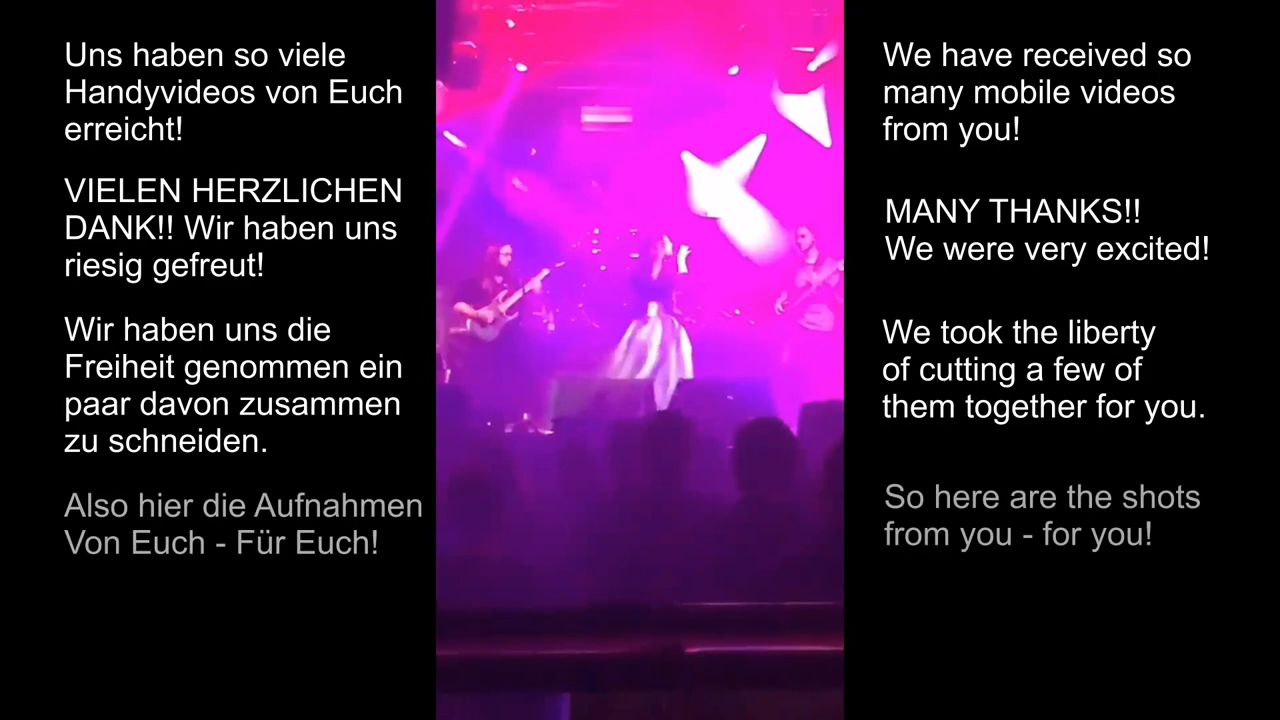 Uns haben so viele
Handyvideos von Euch
erreicht!
VIELEN HERZLICHEN
DANK!! Wir haben uns
riesig gefreut!
Wir haben uns die
Freiheit genommen ein
paar davon zusammen
zu schneiden.
Also hier die Aufnahmen
Von Euch - Für Euch!
We have received so
many mobile videos
from you!
MANY THANKS!!
We were very excited!
We took the liberty
of cutting a few of
them together for you.
So here are the shots
from you - for you!